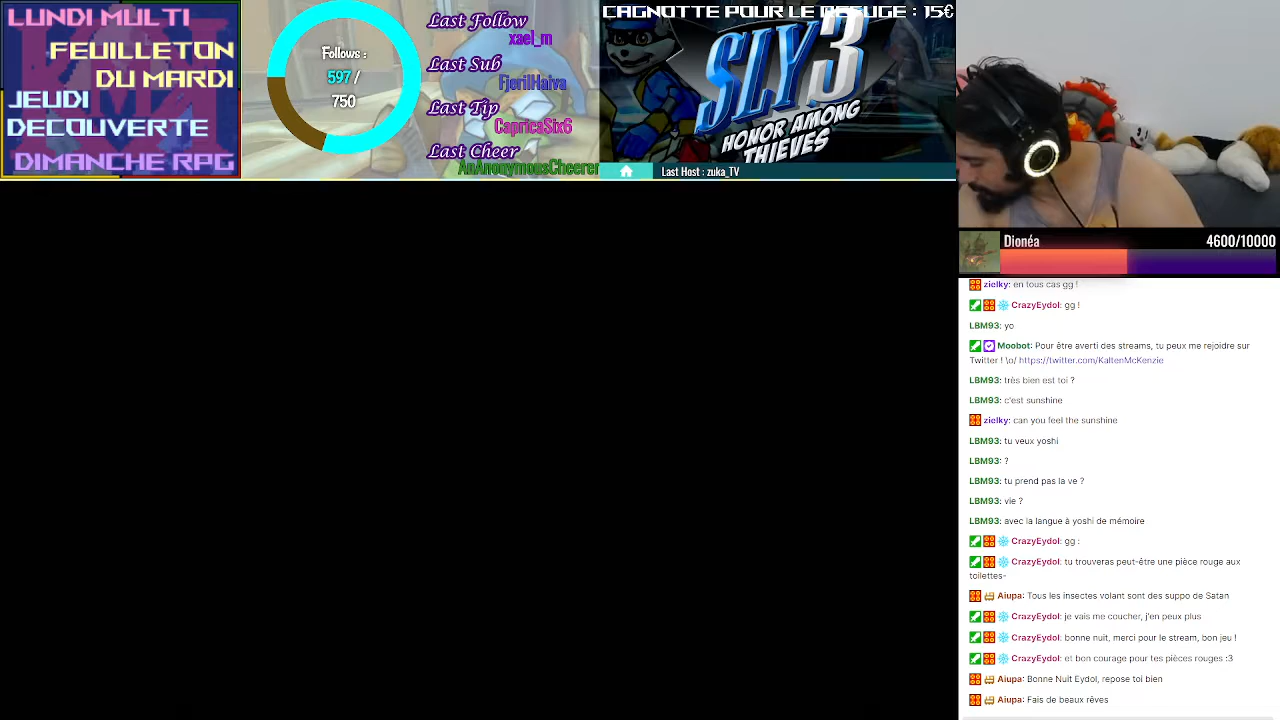 LUNDI MULTI
FEUILLETON
DU MARDI
JEUDI
DECOUVERTE
DIMANCHE RPG
Follows :
597 /
750
Last Follow
xael_m
Last Sub
FjorilHaiva
Last Tip
CapricaSix6
Last Cheer
AnAnonymousCheerer
CAGNOTTE POUR LE REFUGE : 15€
SLY 3
HONOR AMONG
THIEVES
Last Host : zuka_TV
Dionéa 4600/10000
zielky: en tous cas gg !
CrazyEydol: gg !
LBM93: yo
Moobot: Pour être averti des streams, tu peux me rejoidre sur
Twitter ! \o/ https://twitter.com/KaltenMcKenzie
LBM93: très bien est toi ?
LBM93: c'est sunshine
zielky: can you feel the sunshine
LBM93: tu veux yoshi
LBM93: ?
LBM93: tu prend pas la ve ?
LBM93: vie ?
LBM93: avec la langue à yoshi de mémoire
CrazyEydol: gg :
CrazyEydol: tu trouveras peut-être une pièce rouge aux
toilettes-
Aiupa: Tous les insectes volant sont des suppo de Satan
CrazyEydol: je vais me coucher, j'en peux plus
CrazyEydol: bonne nuit, merci pour le stream, bon jeu !
CrazyEydol: et bon courage pour tes pièces rouges :3
Aiupa: Bonne Nuit Eydol, repose toi bien
Aiupa: Fais de beaux rêves